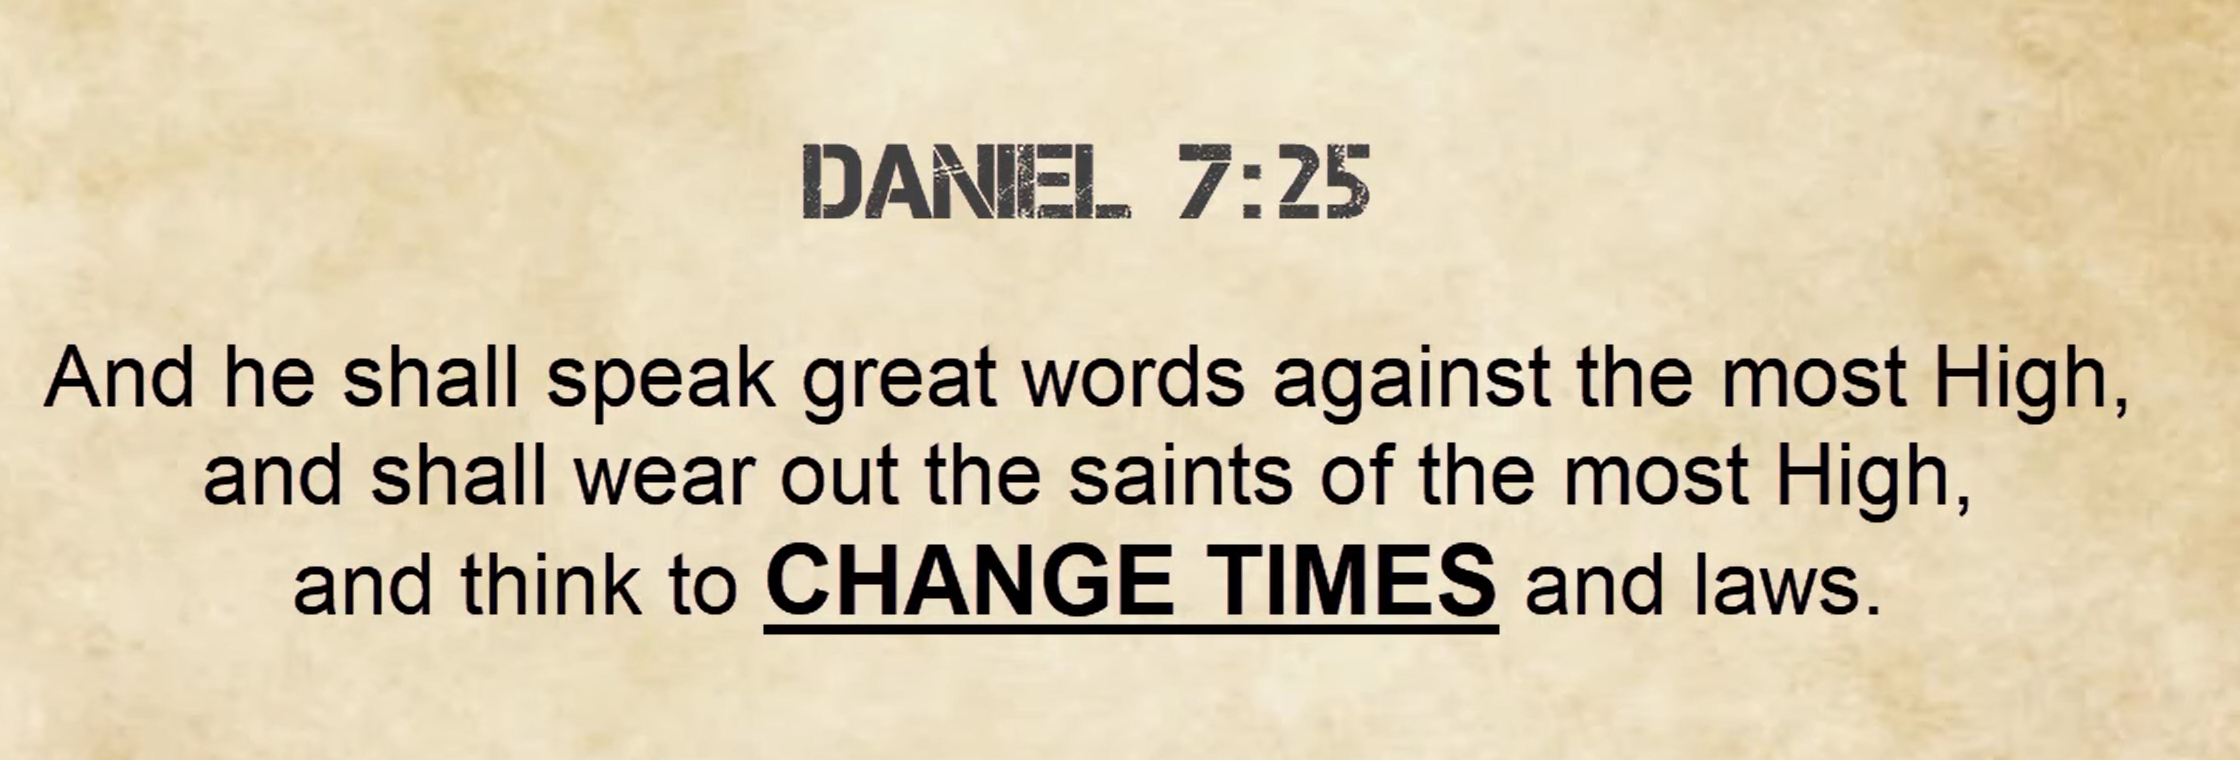 DANIEL 7:25
And he shall speak great words against the most High,
and shall wear out the saints of the most High,
and think to CHANGE TIMES and laws.